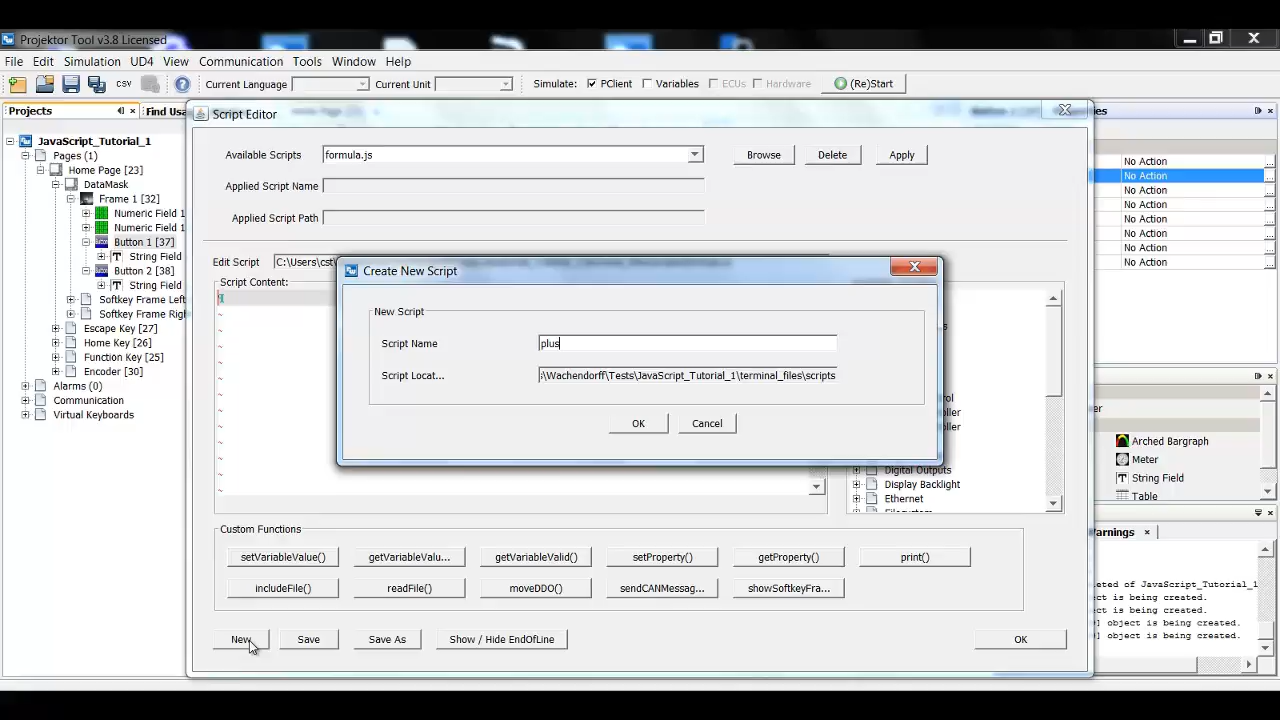 Projektor Tool v3.8 Licensed
File Edit Simulation UD4 View Communication Tools Window Help
CSV Current Language Current Unit Simulate: PClient Variables ECUs Hardware (Re)Start
Projects
Find Usa
Script Editor
JavaScript_Tutorial_1
Pages (1)
Home Page [23]
DataMask
Frame 1 [32]
Numeric Field 1
Numeric Field 1
Button 1 [37]
String Field
Button 2 [38]
String Field
Softkey Frame Left
Softkey Frame Righ
Escape Key [27]
Home Key [26]
Function Key [25]
Encoder [30]
Alarms (0)
Communication
Virtual Keyboards
Available Scripts formula.js Browse Delete Apply
Applied Script Name
Applied Script Path
Edit Script C:\Users\cst
Script Content:
Create New Script
New Script
Script Name plus
Script Locat... :\Wachendorff\Tests\JavaScript_Tutorial_1\terminal_files\scripts
OK Cancel
Digital Outputs
Display Backlight
Ethernet
Custom Functions
setVariableValue() getVariableValu... getVariableValid() setProperty() getProperty() print()
includeFile() readFile() moveDDO() sendCANMessag... showSoftkeyFra...
New Save Save As Show / Hide EndOfLine OK
No Action
No Action
No Action
No Action
No Action
No Action
No Action
No Action
Arched Bargraph
Meter
String Field
Table
arnings
eted of JavaScript_Tutorial_1
ject is being created.
ject is being created.
] object is being created.
] object is being created.